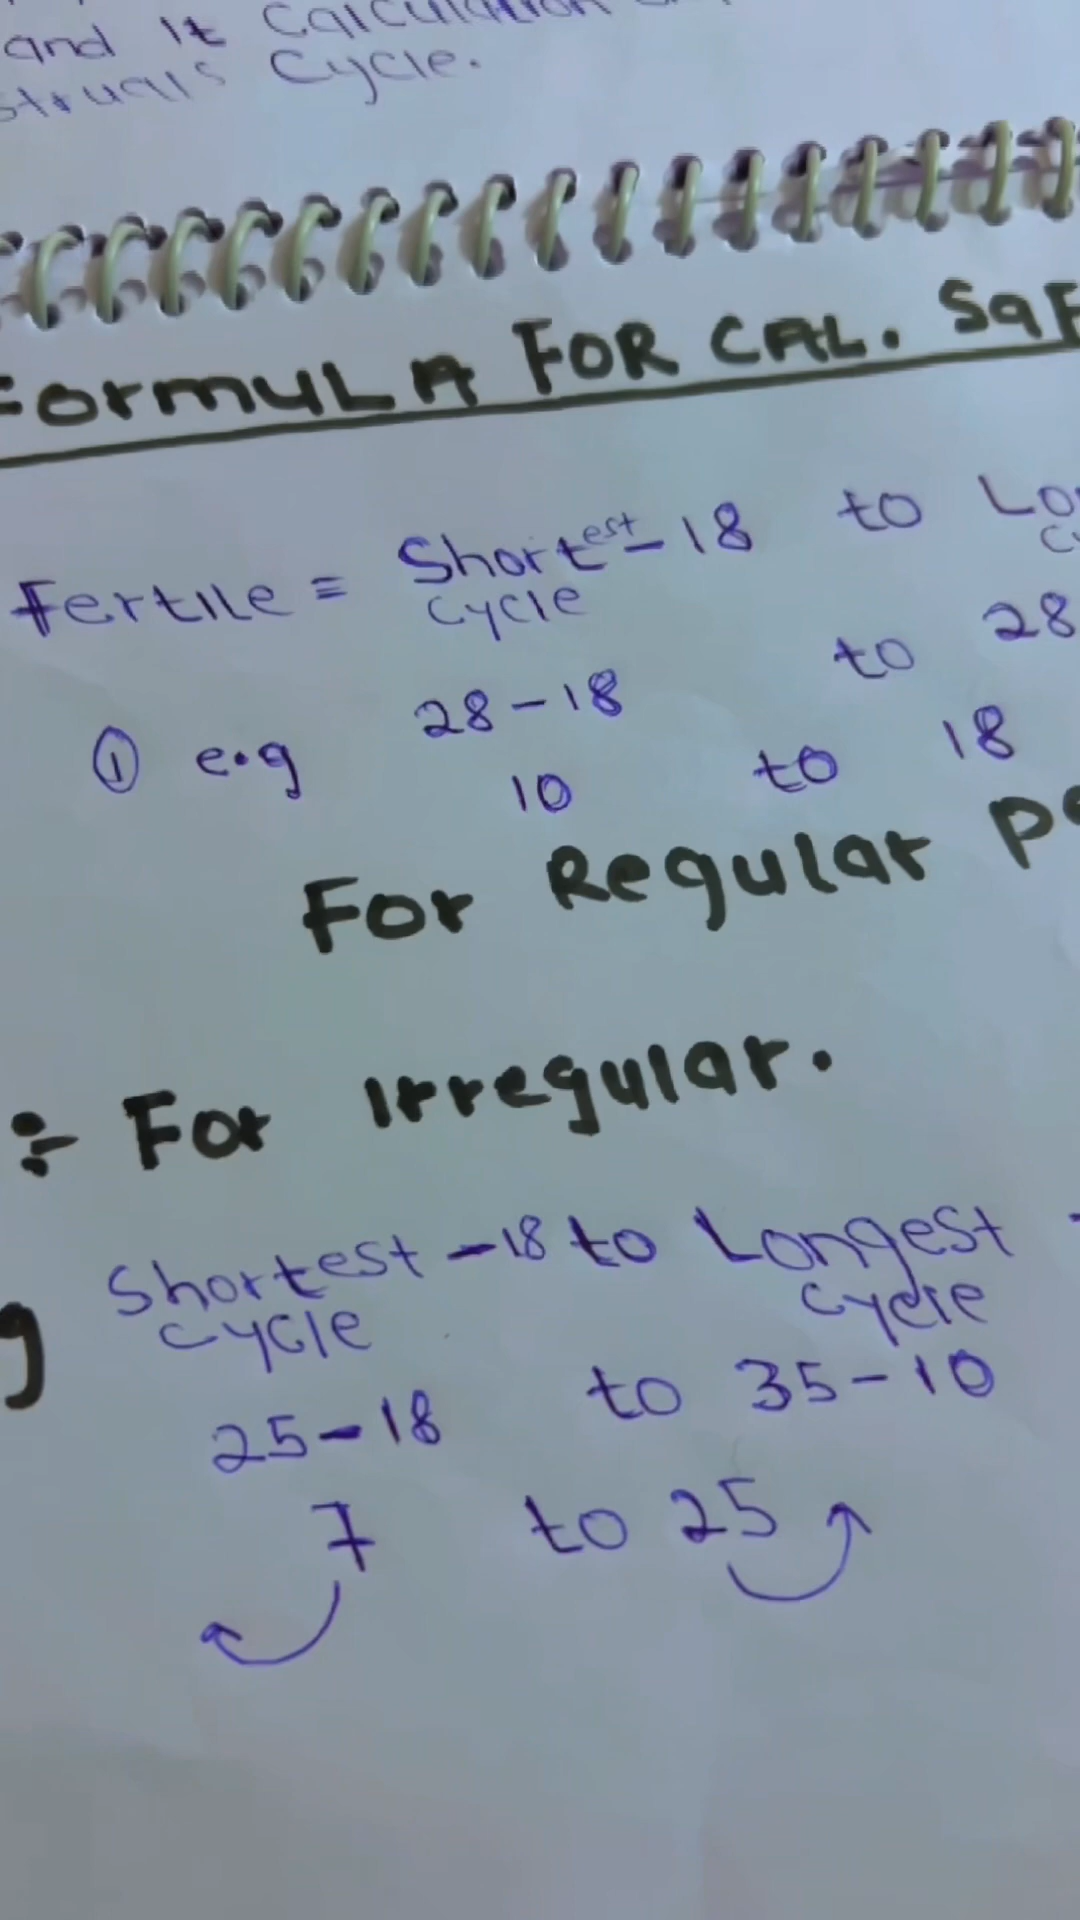 and It Calculation
struals Cycle.
FormuLA FOR CAL. SaF
Fertile = Shortest - 18 to Lo
cycle
28 - 18 to 28
① e.g
10 to 18
For Regular Pe
÷ For Irregular.
Shortest - 18 to Longest -
cycle cycle
g
25 - 18 to 35 - 10
7 to 25